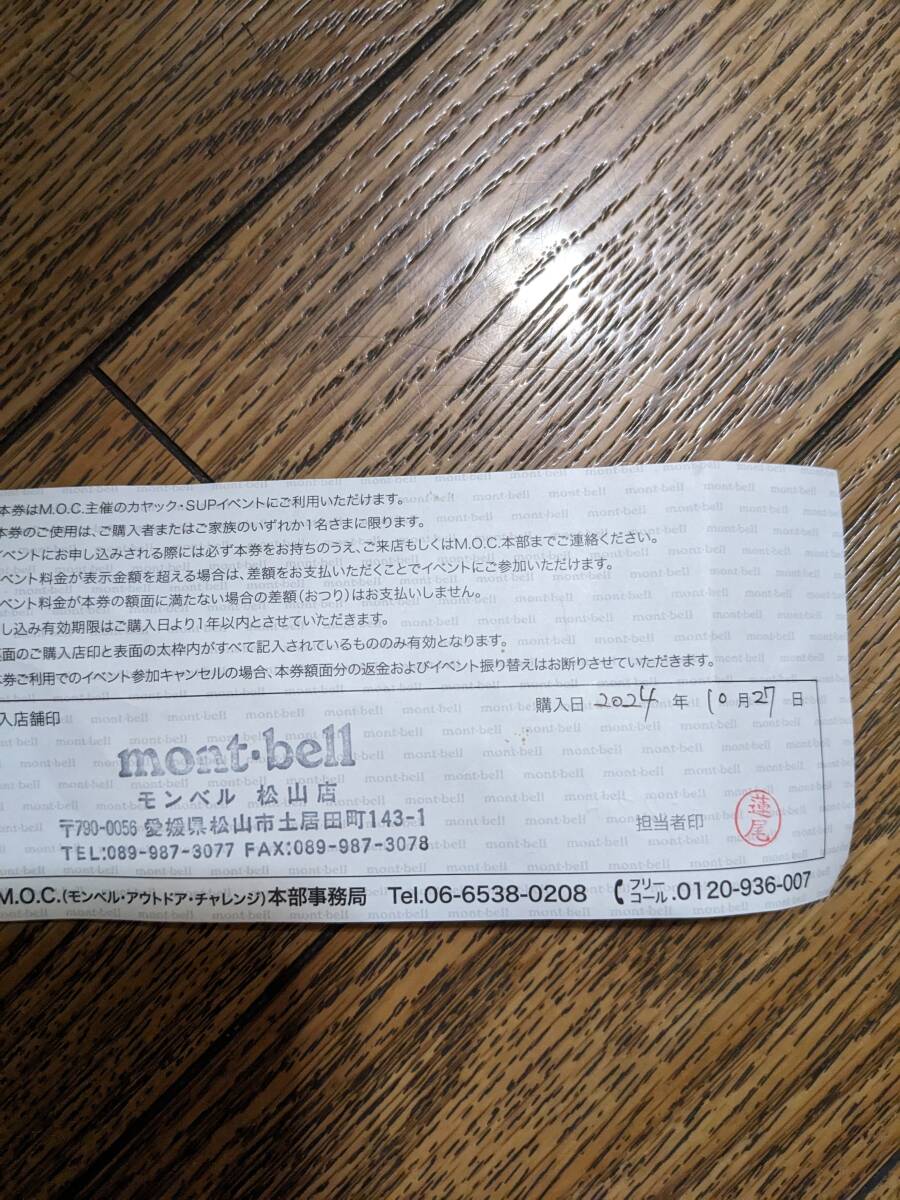 本券はM.O.C.主催のカヤック・SUPイベントにご利用いただけます。
本券のご使用は、ご購入者またはご家族のいずれか1名さまに限ります。
イベントにお申し込みされる際には必ず本券をお持ちのうえ、ご来店もしくはM.O.C.本部までご連絡ください。
ベント料金が表示金額を超える場合は、差額をお支払いいただくことでイベントにご参加いただけます。
ベント料金が本券の額面に満たない場合の差額（おつり）はお支払いしません。
し込み有効期限はご購入日より1年以内とさせていただきます。
面のご購入店印と表面の太枠内がすべて記入されているもののみ有効となります。
本券ご利用でのイベント参加キャンセルの場合、本券額面分の返金およびイベント振り替えはお断りさせていただきます。
入店舗印
購入日 2024 年 10 月 27 日
mont·bell
モンベル 松山店
〒790-0056 愛媛県松山市土居田町143-1
TEL:089-987-3077 FAX:089-987-3078
担当者印 蓮尾
M.O.C.（モンベル・アウトドア・チャレンジ）本部事務局 Tel.06-6538-0208 フリーコール.0120-936-007